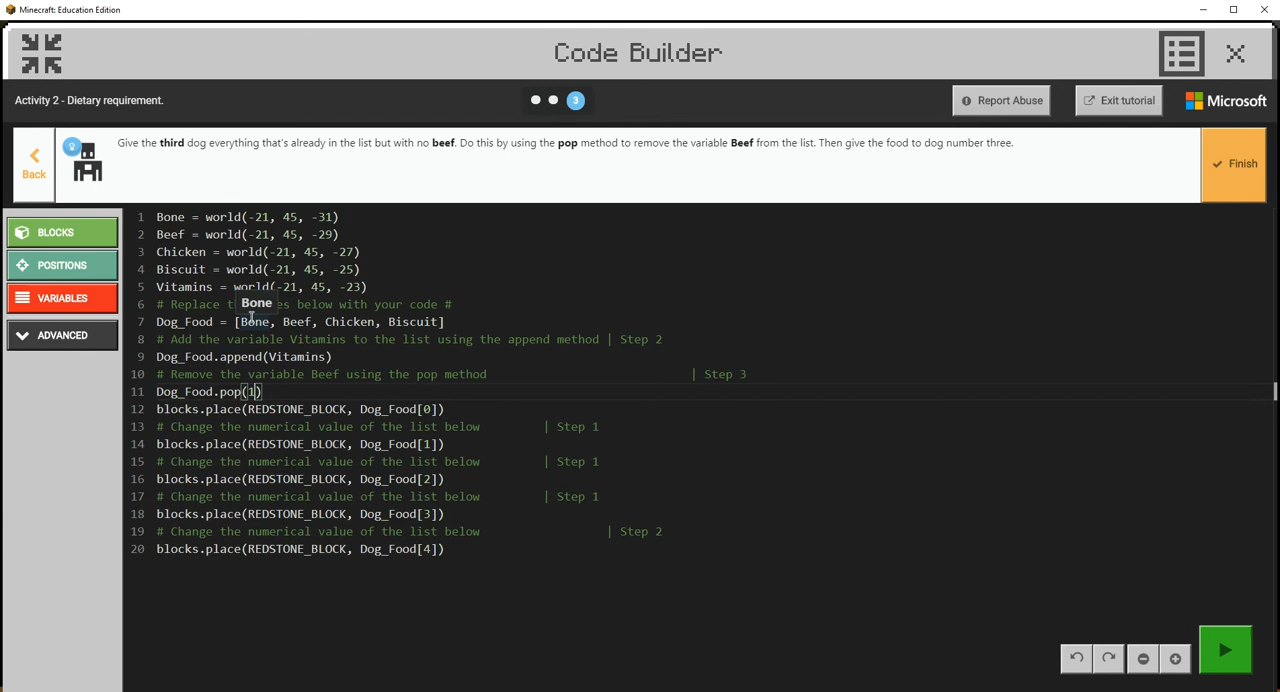 Minecraft: Education Edition
Code Builder
Activity 2 - Dietary requirement.
3
Report Abuse
Exit tutorial
Microsoft
Back
Give the third dog everything that's already in the list but with no beef. Do this by using the pop method to remove the variable Beef from the list. Then give the food to dog number three.
Finish
BLOCKS
POSITIONS
VARIABLES
ADVANCED
1 Bone = world(-21, 45, -31)
2 Beef = world(-21, 45, -29)
3 Chicken = world(-21, 45, -27)
4 Biscuit = world(-21, 45, -25)
5 Vitamins = world(-21, 45, -23)
Bone
6 # Replace t es below with your code #
7 Dog_Food = [Bone, Beef, Chicken, Biscuit]
8 # Add the variable Vitamins to the list using the append method | Step 2
9 Dog_Food.append(Vitamins)
10 # Remove the variable Beef using the pop method | Step 3
11 Dog_Food.pop(1)
12 blocks.place(REDSTONE_BLOCK, Dog_Food[0])
13 # Change the numerical value of the list below | Step 1
14 blocks.place(REDSTONE_BLOCK, Dog_Food[1])
15 # Change the numerical value of the list below | Step 1
16 blocks.place(REDSTONE_BLOCK, Dog_Food[2])
17 # Change the numerical value of the list below | Step 1
18 blocks.place(REDSTONE_BLOCK, Dog_Food[3])
19 # Change the numerical value of the list below | Step 2
20 blocks.place(REDSTONE_BLOCK, Dog_Food[4])